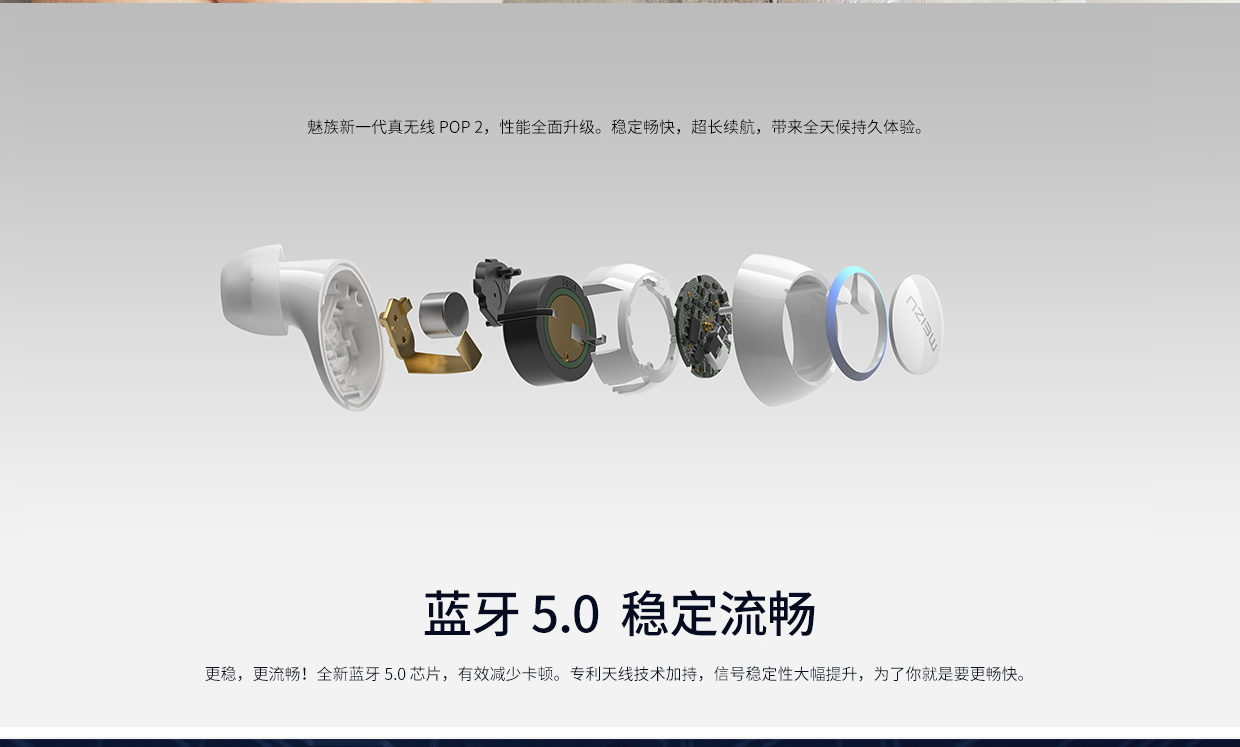 魅族新一代真无线 POP 2，性能全面升级。稳定畅快，超长续航，带来全天候持久体验。
MEIZU
蓝牙 5.0 稳定流畅
更稳，更流畅！全新蓝牙 5.0 芯片，有效减少卡顿。专利天线技术加持，信号稳定性大幅提升，为了你就是要更畅快。